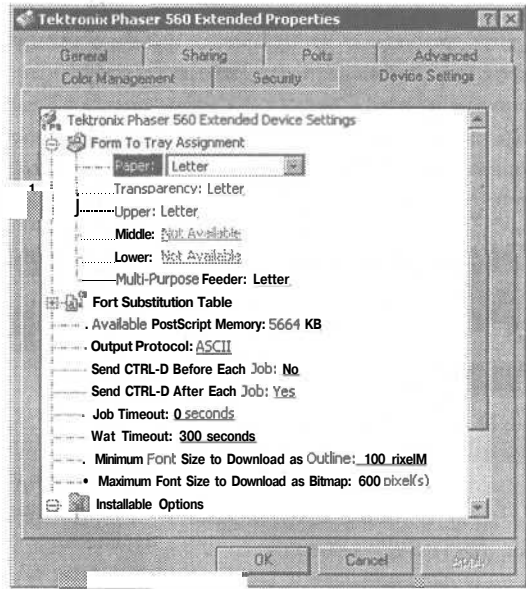 Tektronix Phaser 560 Extended Properties
General Sharing Ports Advanced
Color Management Security Device Settings
Tektronix Phaser 560 Extended Device Settings
Form To Tray Assignment
Paper: Letter
1 Transparency: Letter
Upper: Letter
Middle: Not Available
Lower: Not Available
Multi-Purpose Feeder: Letter
Fort Substitution Table
Available PostScript Memory: 5664 KB
Output Protocol: ASCII
Send CTRL-D Before Each Job: No
Send CTRL-D After Each Job: Yes
Job Timeout: 0 seconds
Wat Timeout: 300 seconds
Minimum Font Size to Download as Outline: 100 rixelM
Maximum Font Size to Download as Bitmap: 600 pixel(s)
Installable Options
OK Cancel Apply